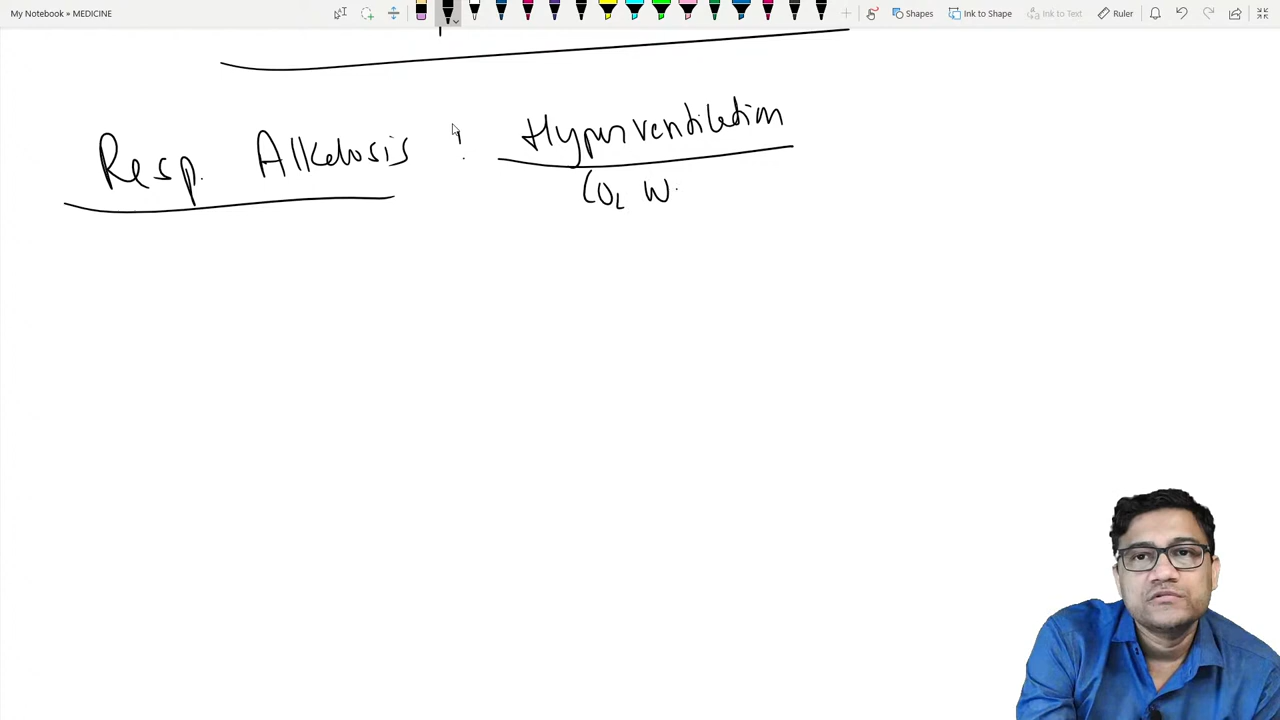 My Notebook » MEDICINE
Shapes Ink to Shape Ink to Text Ruler
Resp. Alkalosis : Hyperventilation
CO₂ W.